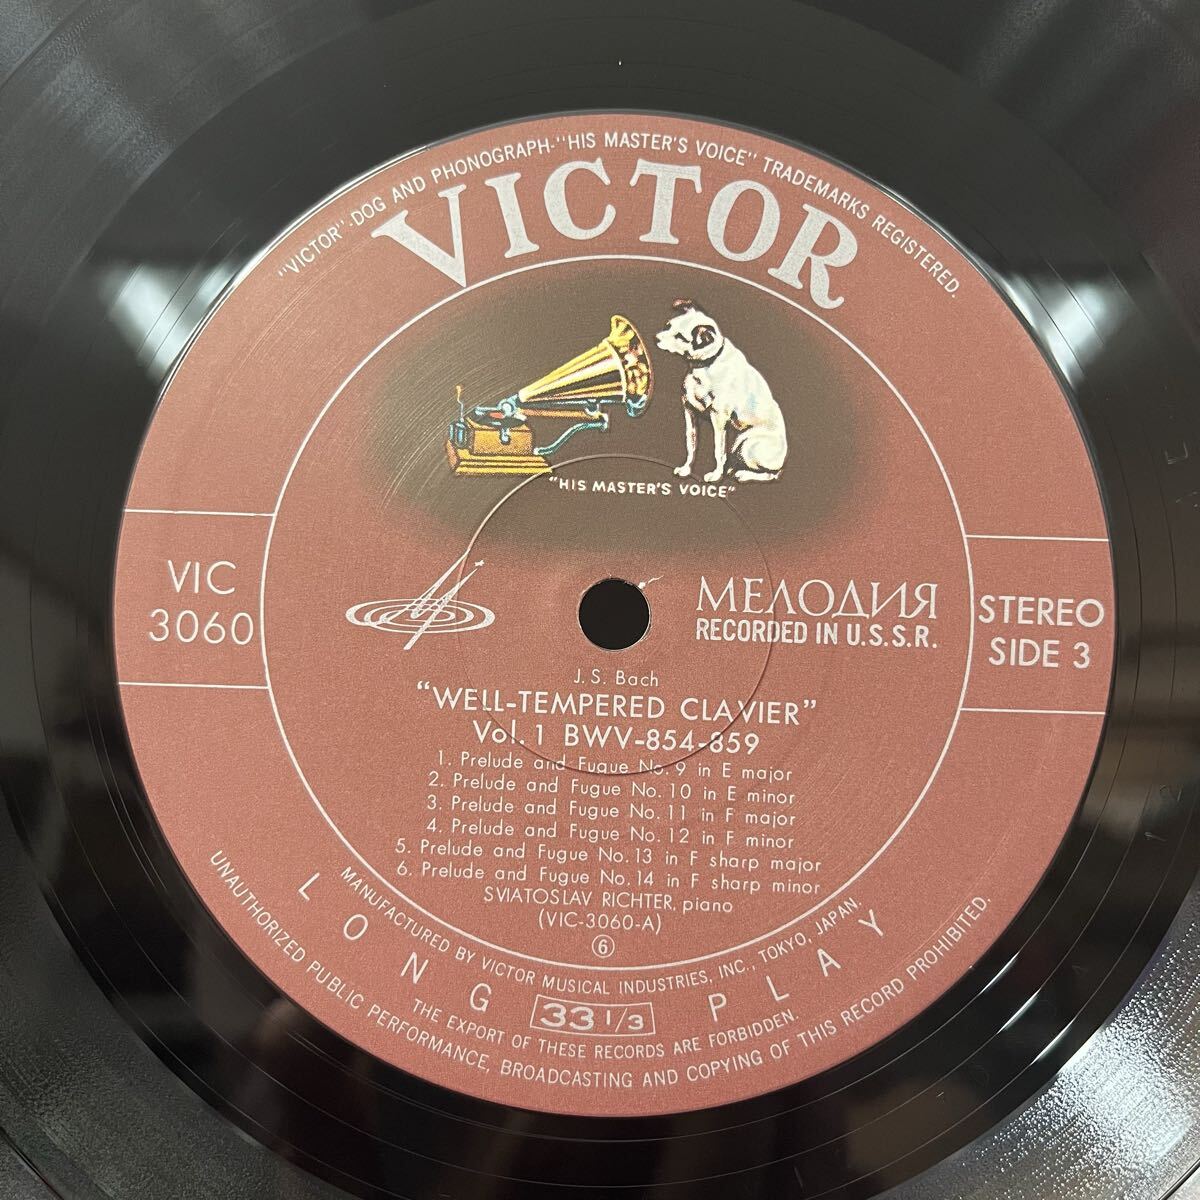 "VICTOR"-DOG AND PHONOGRAPH-"HIS MASTER'S VOICE" TRADEMARKS REGISTERED.
VICTOR
"HIS MASTER'S VOICE"
VIC
3060
МЕЛОДИЯ
RECORDED IN U.S.S.R.
STEREO
SIDE 3
J. S. Bach
"WELL-TEMPERED CLAVIER"
Vol. 1 BWV-854-859
1. Prelude and Fugue No. 9 in E major
2. Prelude and Fugue No. 10 in E minor
3. Prelude and Fugue No. 11 in F major
4. Prelude and Fugue No. 12 in F minor
5. Prelude and Fugue No. 13 in F sharp major
6. Prelude and Fugue No. 14 in F sharp minor
SVIATOSLAV RICHTER, piano
(VIC-3060-A)
⑥
MANUFACTURED BY VICTOR MUSICAL INDUSTRIES, INC., TOKYO, JAPAN.
LONG 33 1/3 PLAY
THE EXPORT OF THESE RECORDS ARE FORBIDDEN.
UNAUTHORIZED PUBLIC PERFORMANCE, BROADCASTING AND COPYING OF THIS RECORD PROHIBITED.